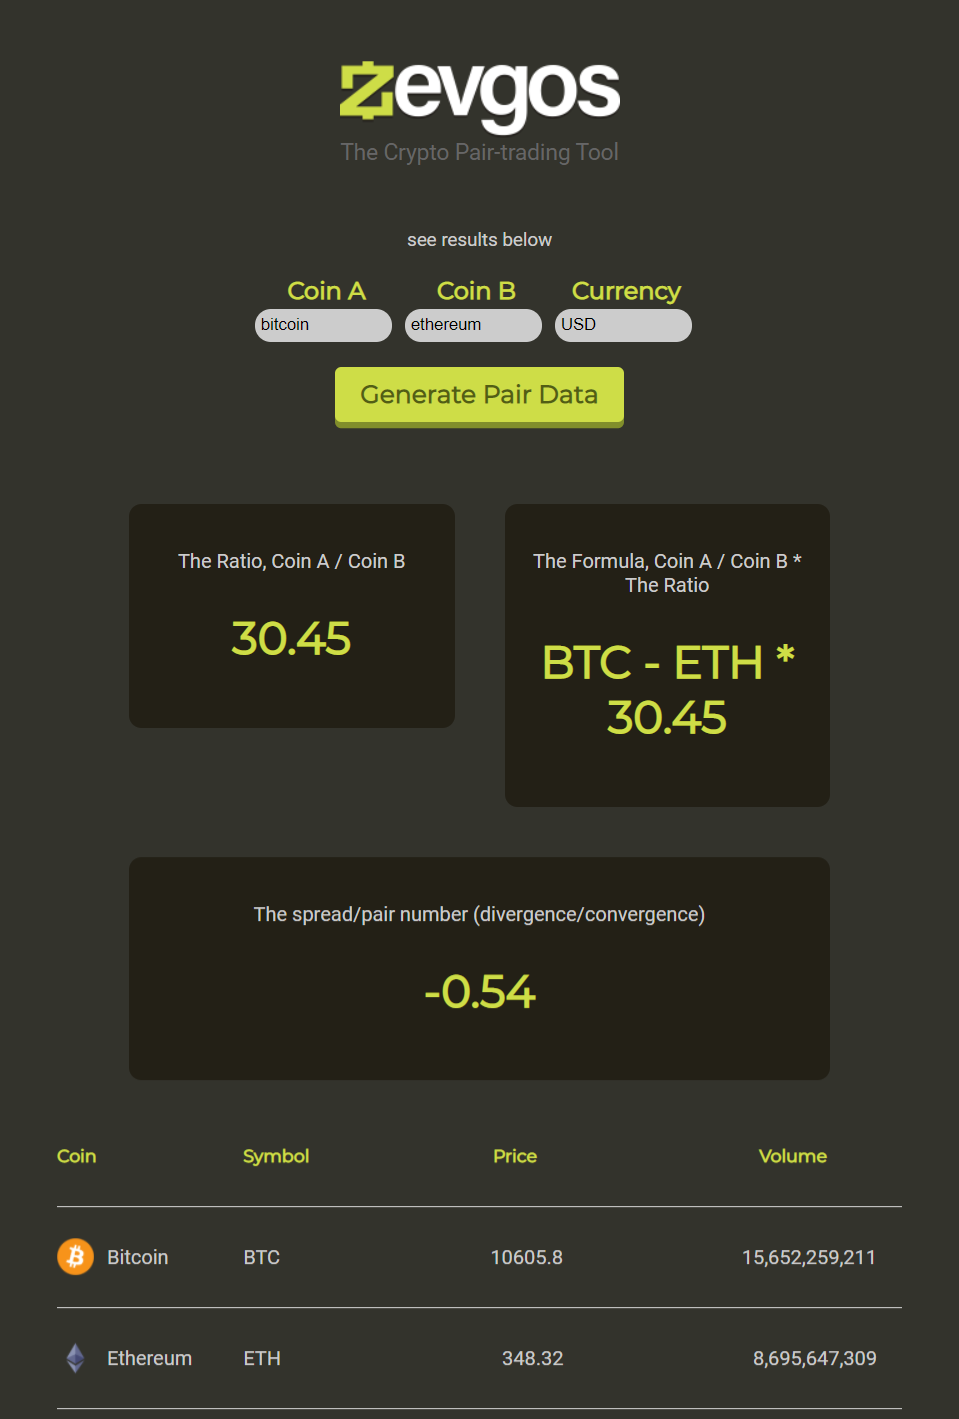 zevgos
The Crypto Pair-trading Tool
see results below
Coin A Coin B Currency
bitcoin ethereum USD
Generate Pair Data
The Ratio, Coin A / Coin B
30.45
The Formula, Coin A / Coin B *
The Ratio
BTC - ETH *
30.45
The spread/pair number (divergence/convergence)
-0.54
Coin Symbol Price Volume
Bitcoin BTC 10605.8 15,652,259,211
Ethereum ETH 348.32 8,695,647,309